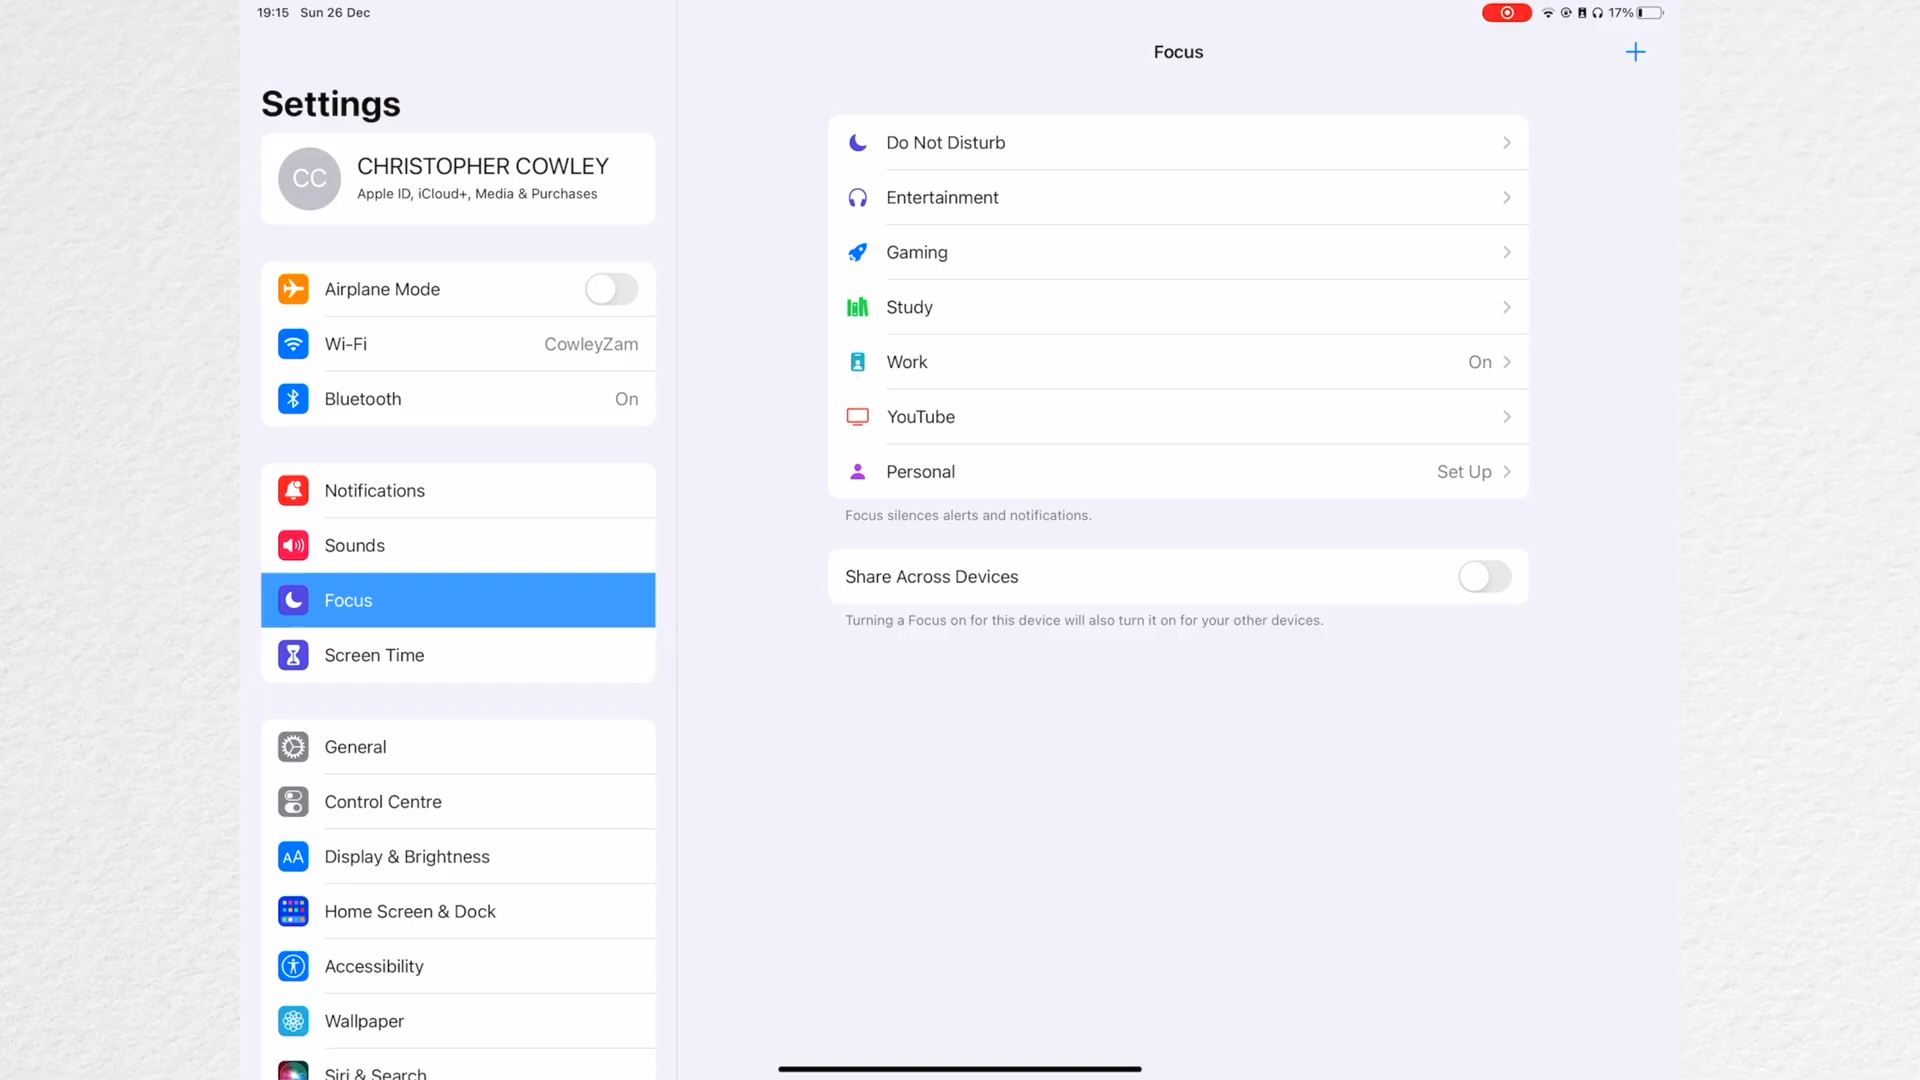 19:15 Sun 26 Dec
17%
Settings
CC
CHRISTOPHER COWLEY
Apple ID, iCloud+, Media & Purchases
Airplane Mode
Wi-Fi CowleyZam
Bluetooth On
Notifications
Sounds
Focus
Screen Time
General
Control Centre
AA
Display & Brightness
Home Screen & Dock
Accessibility
Wallpaper
Siri & Search
Focus
Do Not Disturb
Entertainment
Gaming
Study
Work On
YouTube
Personal Set Up
Focus silences alerts and notifications.
Share Across Devices
Turning a Focus on for this device will also turn it on for your other devices.